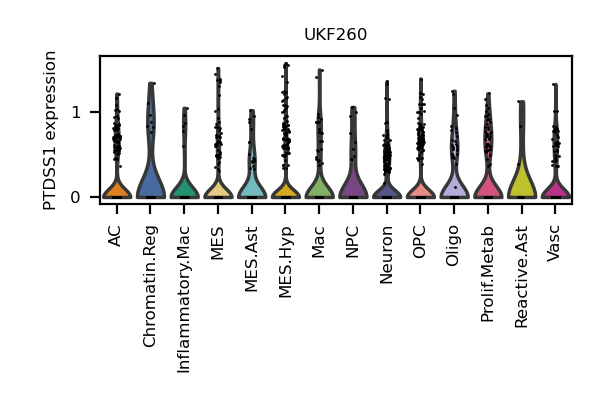 UKF260
PTDSS1 expression
1
0
AC
Chromatin.Reg
Inflammatory.Mac
MES
MES.Ast
MES.Hyp
Mac
NPC
Neuron
OPC
Oligo
Prolif.Metab
Reactive.Ast
Vasc